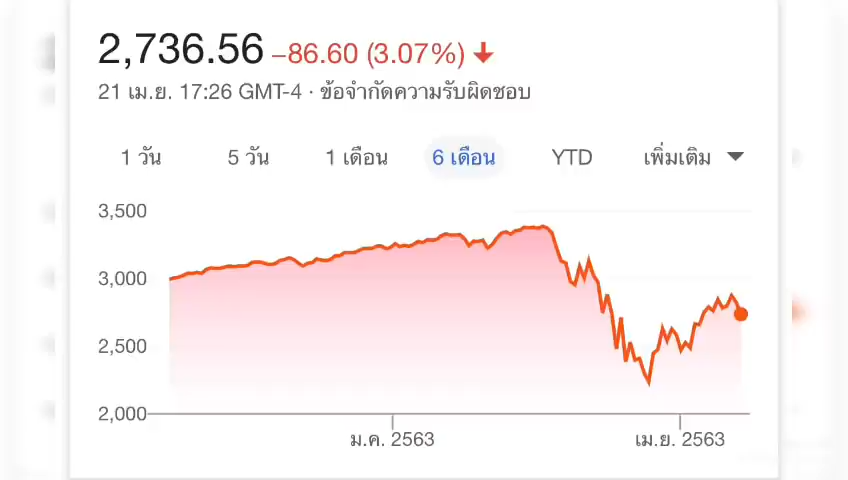 2,736.56 −86.60 (3.07%) ↓
21 เม.ย. 17:26 GMT-4 · ข้อจำกัดความรับผิดชอบ
1 วัน 5 วัน 1 เดือน 6 เดือน YTD เพิ่มเติม
3,500
3,000
2,500
2,000
ม.ค. 2563 เม.ย. 2563